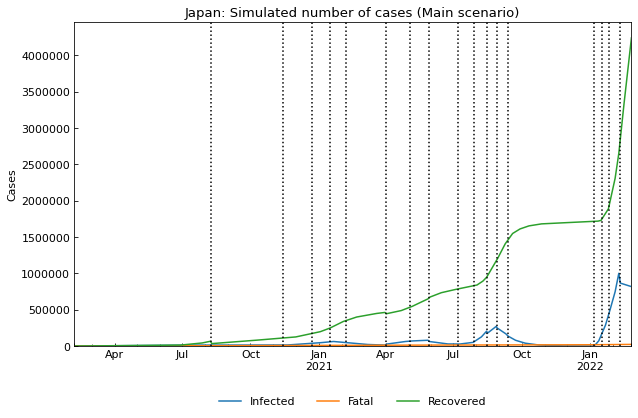 Japan: Simulated number of cases (Main scenario)
Cases
4000000
3500000
3000000
2500000
2000000
1500000
1000000
500000
0
Apr Jul Oct Jan Apr Jul Oct Jan
2021 2022
Infected Fatal Recovered